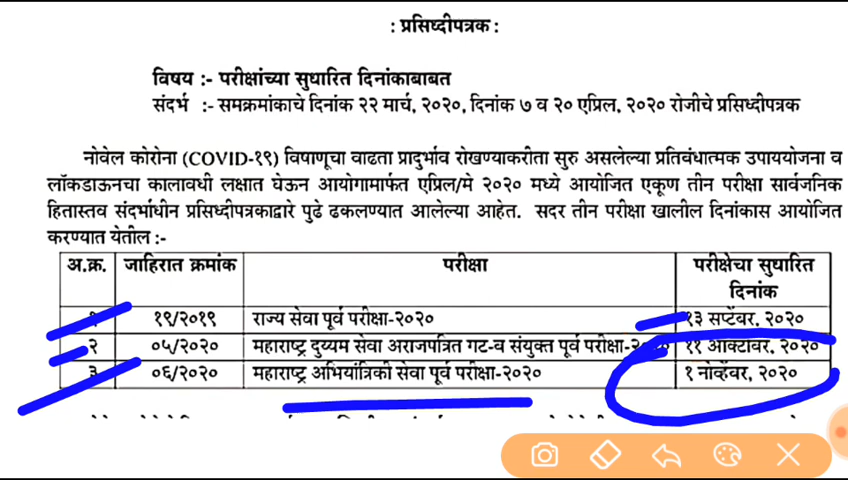 : प्रसिध्दीपत्रक :
विषय :- परीक्षांच्या सुधारित दिनांकाबाबत
संदर्भ :- समक्रमांकाचे दिनांक २२ मार्च, २०२०, दिनांक ७ व २० एप्रिल, २०२० रोजीचे प्रसिध्दीपत्रक
नोवेल कोरोना (COVID-१९) विषाणूचा वाढता प्रादुर्भाव रोखण्याकरीता सुरु असलेल्या प्रतिबंधात्मक उपाययोजना व
लॉकडाऊनचा कालावधी लक्षात घेऊन आयोगामार्फत एप्रिल/मे २०२० मध्ये आयोजित एकूण तीन परीक्षा सार्वजनिक
हितास्तव संदर्भाधीन प्रसिध्दीपत्रकाद्वारे पुढे ढकलण्यात आलेल्या आहेत. सदर तीन परीक्षा खालील दिनांकास आयोजित
करण्यात येतील :-
अ.क्र. जाहिरात क्रमांक परीक्षा परीक्षेचा सुधारित
दिनांक
१ १९/२०१९ राज्य सेवा पूर्व परीक्षा-२०२० १३ सप्टेंबर, २०२०
२ ०५/२०२० महाराष्ट्र दुय्यम सेवा अराजपत्रित गट-ब संयुक्त पूर्व परीक्षा-२०२० ११ ऑक्टोबर, २०२०
३ ०६/२०२० महाराष्ट्र अभियांत्रिकी सेवा पूर्व परीक्षा-२०२० १ नोव्हेंबर, २०२०